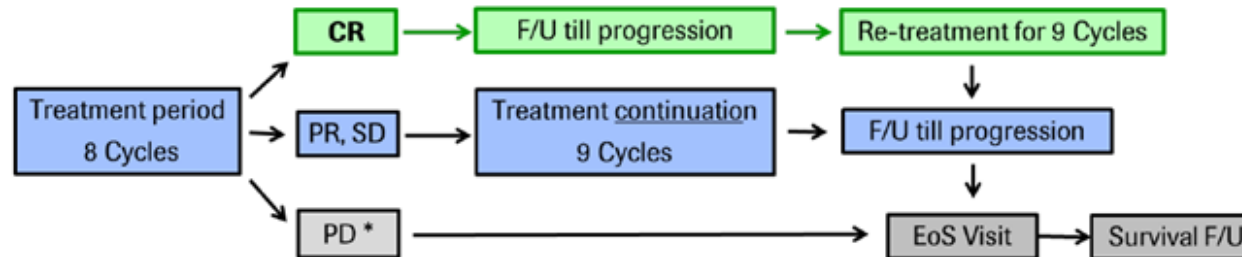 CR
F/U till progression
Re-treatment for 9 Cycles
Treatment period
8 Cycles
PR, SD
Treatment continuation
9 Cycles
F/U till progression
PD *
EoS Visit
Survival F/U